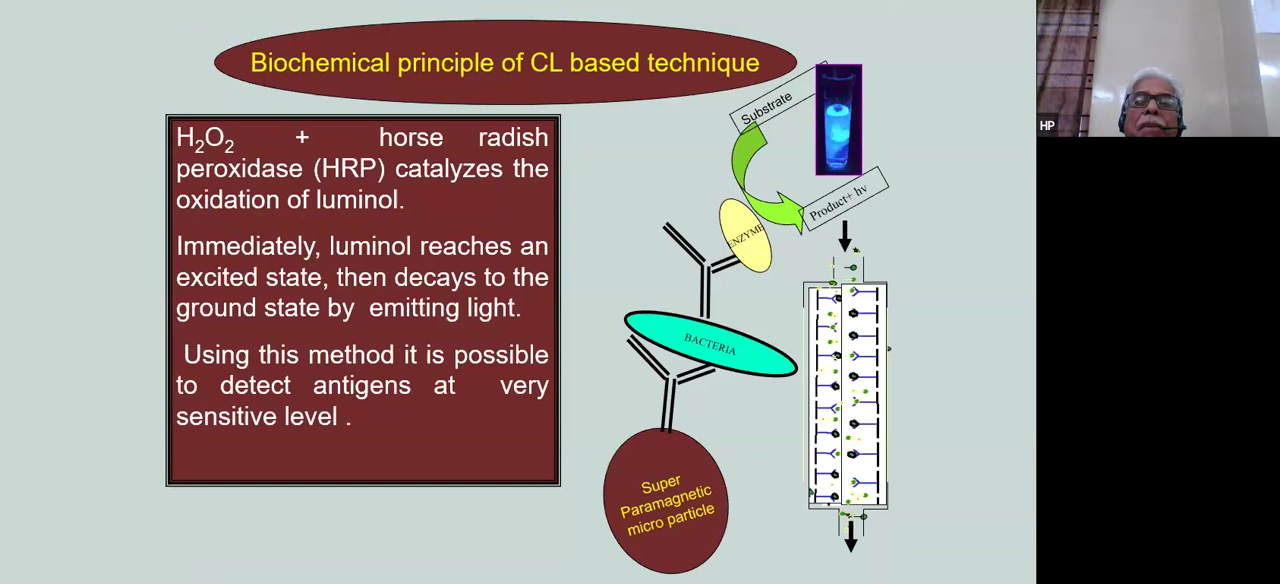 Biochemical principle of CL based technique
H₂O₂ + horse radish
peroxidase (HRP) catalyzes the
oxidation of luminol.
Immediately, luminol reaches an
excited state, then decays to the
ground state by emitting light.
Using this method it is possible
to detect antigens at very
sensitive level .
Substrate
Product+ hv
ENZYME
BACTERIA
Super
Paramagnetic
micro particle
HP